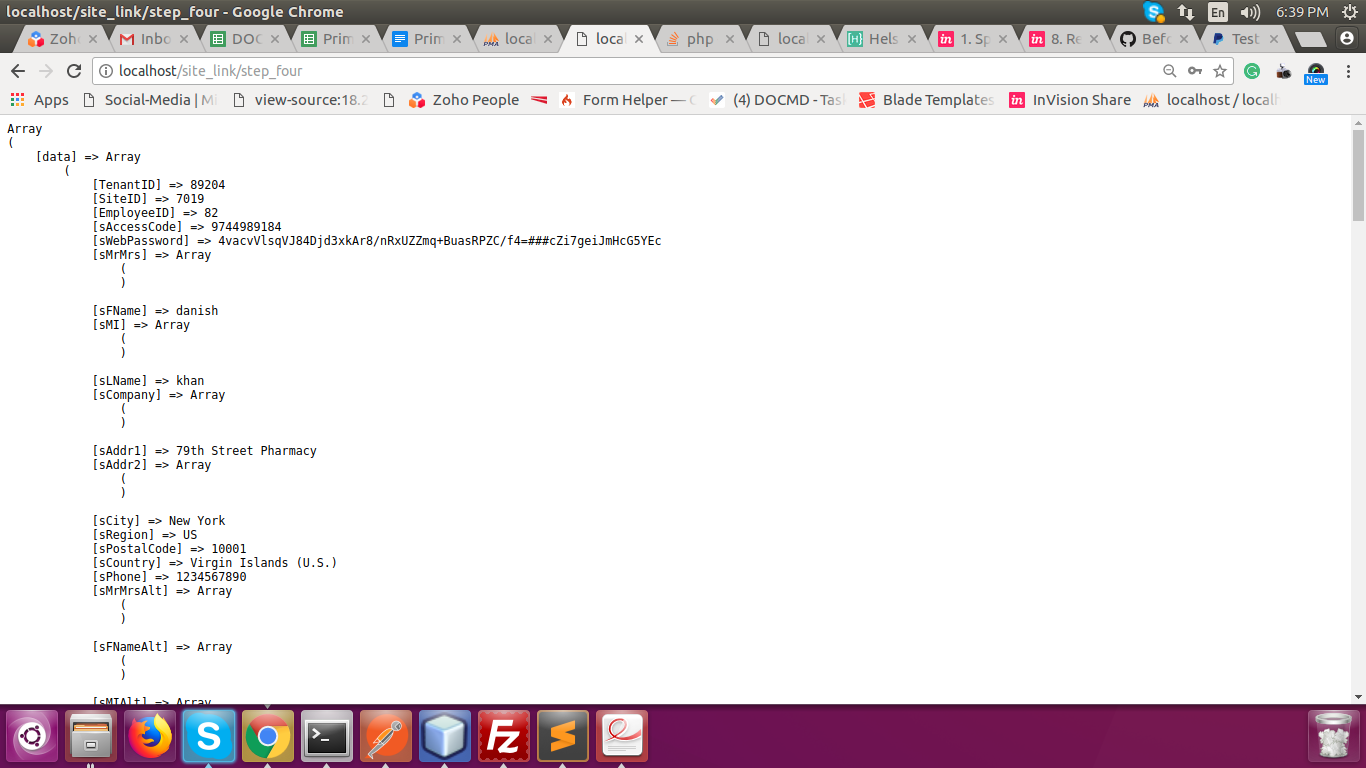 localhost/site_link/step_four - Google Chrome
En
6:39 PM
Zoh
Inbo
DOC
Prim
Prim
local
local
php
local
Hels
1. Sp
8. Re
Befo
Test
localhost/site_link/step_four
New
Apps
Social-Media | M
view-source:18.2
Zoho People
Form Helper — C
(4) DOCMD - Tas
Blade Templates
InVision Share
localhost / localh
Array
(
[data] => Array
(
[TenantID] => 89204
[SiteID] => 7019
[EmployeeID] => 82
[sAccessCode] => 9744989184
[sWebPassword] => 4vacvVlsqVJ84Djd3xkAr8/nRxUZZmq+BuasRPZC/f4=###cZi7geiJmHcG5YEc
[sMrMrs] => Array
(
)
[sFName] => danish
[sMI] => Array
(
)
[sLName] => khan
[sCompany] => Array
(
)
[sAddr1] => 79th Street Pharmacy
[sAddr2] => Array
(
)
[sCity] => New York
[sRegion] => US
[sPostalCode] => 10001
[sCountry] => Virgin Islands (U.S.)
[sPhone] => 1234567890
[sMrMrsAlt] => Array
(
)
[sFNameAlt] => Array
(
)
[sMIAlt] => Array